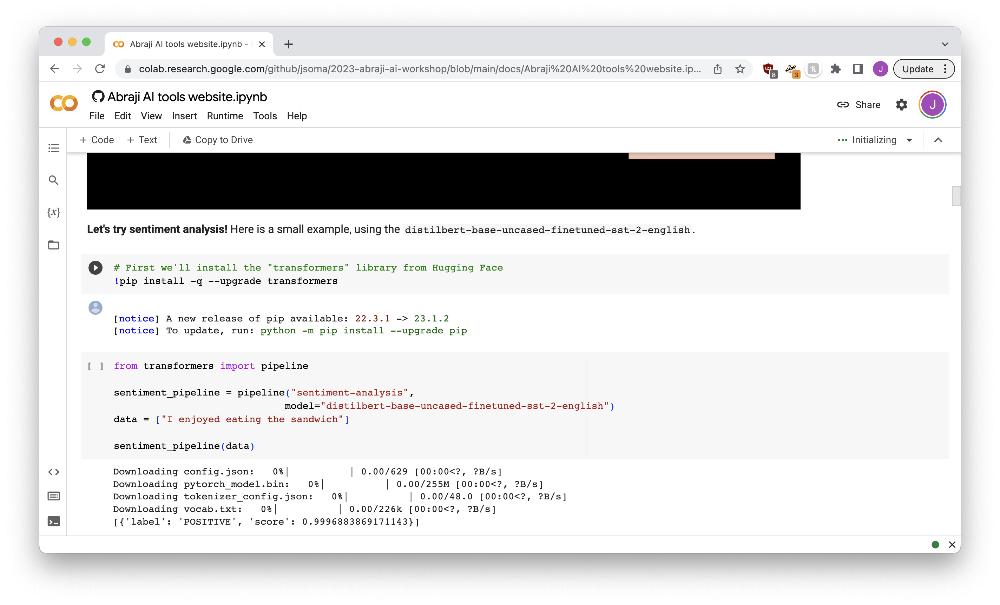 Abraji AI tools website.ipynb -
colab.research.google.com/github/jsoma/2023-abraji-ai-workshop/blob/main/docs/Abraji%20AI%20tools%20website.ip...
8
3
J
Update
Abraji AI tools website.ipynb
File Edit View Insert Runtime Tools Help
Share
J
+ Code + Text Copy to Drive
Initializing
{x}
Let's try sentiment analysis! Here is a small example, using the distilbert-base-uncased-finetuned-sst-2-english.
# First we'll install the "transformers" library from Hugging Face
!pip install -q --upgrade transformers
[notice] A new release of pip available: 22.3.1 -> 23.1.2
[notice] To update, run: python -m pip install --upgrade pip
[ ] from transformers import pipeline
sentiment_pipeline = pipeline("sentiment-analysis",
model="distilbert-base-uncased-finetuned-sst-2-english")
data = ["I enjoyed eating the sandwich"]
sentiment_pipeline(data)
Downloading config.json:   0%|          | 0.00/629 [00:00<?, ?B/s]
Downloading pytorch_model.bin:   0%|          | 0.00/255M [00:00<?, ?B/s]
Downloading tokenizer_config.json:   0%|          | 0.00/48.0 [00:00<?, ?B/s]
Downloading vocab.txt:   0%|          | 0.00/226k [00:00<?, ?B/s]
[{'label': 'POSITIVE', 'score': 0.9996883869171143}]